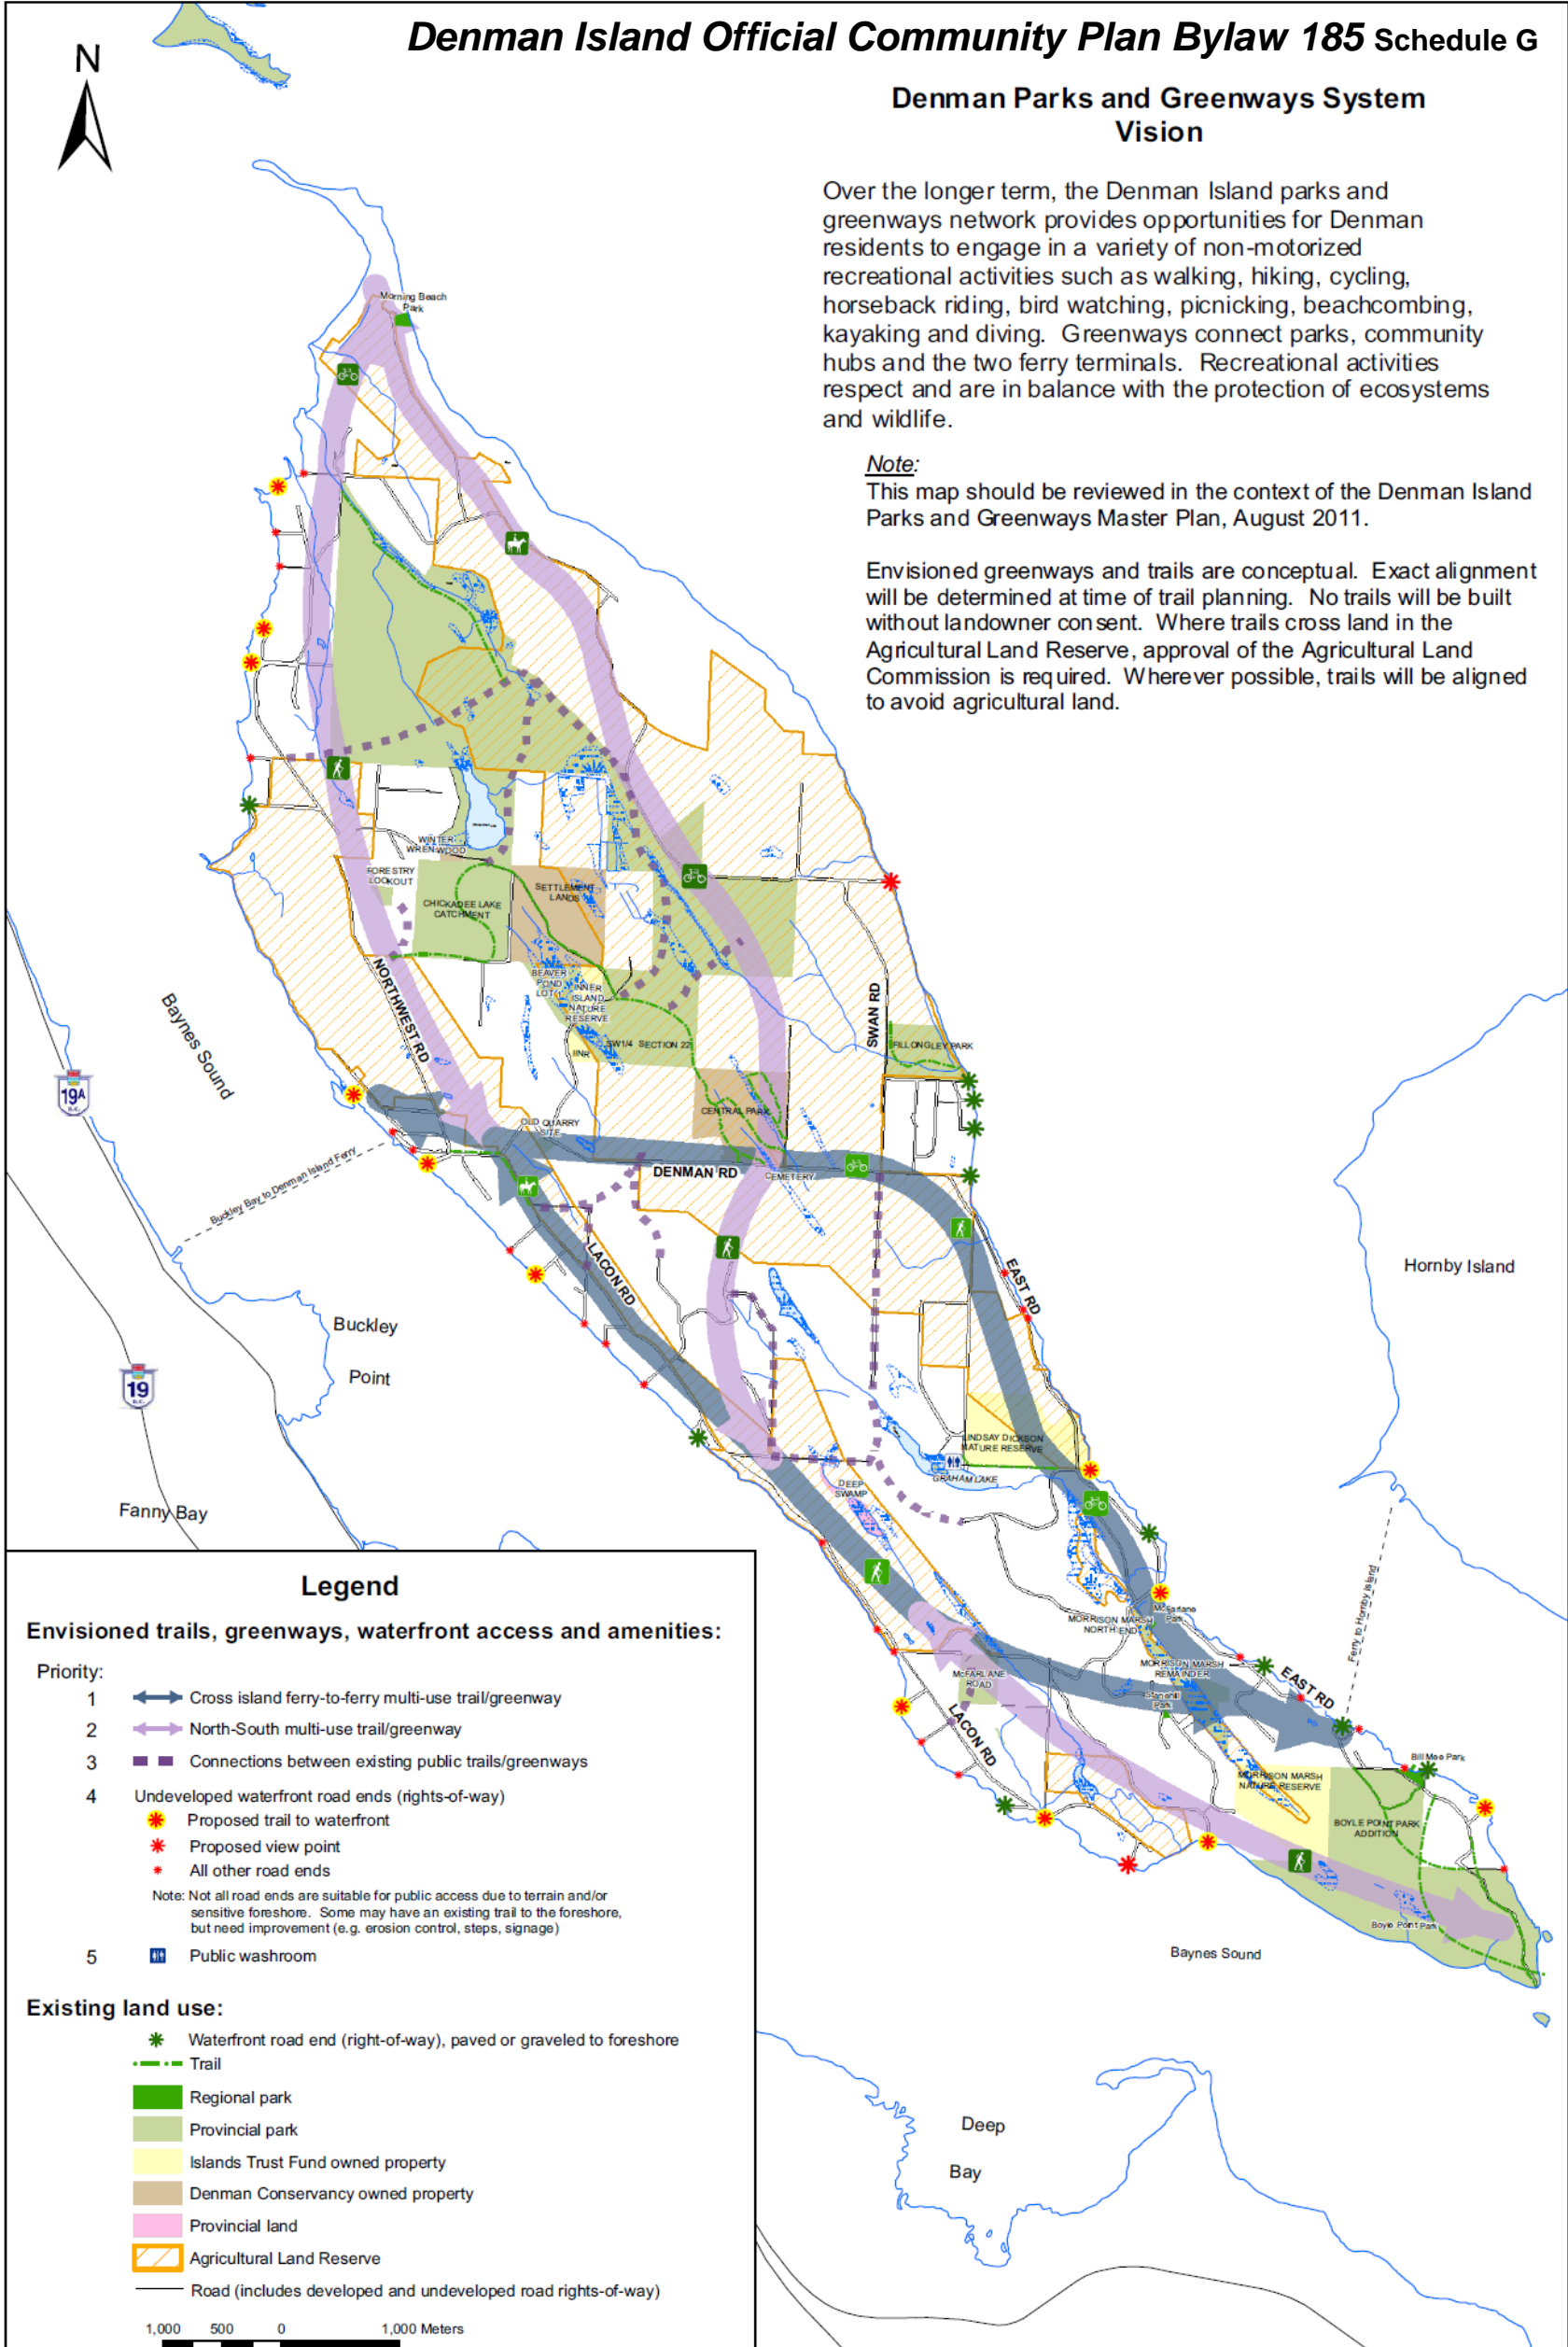 Denman Island Official Community Plan Bylaw 185 Schedule G
N
Denman Parks and Greenways System
Vision
Over the longer term, the Denman Island parks and
greenways network provides opportunities for Denman
residents to engage in a variety of non-motorized
recreational activities such as walking, hiking, cycling,
horseback riding, bird watching, picnicking, beachcombing,
kayaking and diving. Greenways connect parks, community
hubs and the two ferry terminals. Recreational activities
respect and are in balance with the protection of ecosystems
and wildlife.
Note:
This map should be reviewed in the context of the Denman Island
Parks and Greenways Master Plan, August 2011.
Envisioned greenways and trails are conceptual. Exact alignment
will be determined at time of trail planning. No trails will be built
without landowner consent. Where trails cross land in the
Agricultural Land Reserve, approval of the Agricultural Land
Commission is required. Wherever possible, trails will be aligned
to avoid agricultural land.
Morning Beach
Park
WINTER
WREN WOOD
FORESTRY
LOOKOUT
CHICKADEE LAKE
CATCHMENT
SETTLEMENT
LANDS
BEAVER
POND
LOT
INNER
ISLAND
NATURE
RESERVE
IINR
SW1/4 SECTION 22
NORTHWEST RD
SWAN RD
FILLONGLEY PARK
CENTRAL PARK
OLD QUARRY
SITE
DENMAN RD
CEMETERY
Baynes Sound
19A
B.C.
Buckley Bay to Denman Island Ferry
LACON RD
EAST RD
Hornby Island
Buckley
Point
19
B.C.
Fanny Bay
LINDSAY DICKSON
NATURE RESERVE
GRAHAM LAKE
DEEP
SWAMP
McFarlane
Park
MORRISON MARSH
NORTH END
MORRISON MARSH
REMAINDER
Stanehill
Park
McFARLANE
ROAD
LACON RD
EAST RD
Ferry to Hornby Island
Bill Mee Park
MORRISON MARSH
NATURE RESERVE
BOYLE POINT PARK
ADDITION
Boyle Point Park
Baynes Sound
Deep
Bay
Legend
Envisioned trails, greenways, waterfront access and amenities:
Priority:
1 Cross island ferry-to-ferry multi-use trail/greenway
2 North-South multi-use trail/greenway
3 Connections between existing public trails/greenways
4 Undeveloped waterfront road ends (rights-of-way)
Proposed trail to waterfront
Proposed view point
All other road ends
Note: Not all road ends are suitable for public access due to terrain and/or
sensitive foreshore. Some may have an existing trail to the foreshore,
but need improvement (e.g. erosion control, steps, signage)
5 Public washroom
Existing land use:
Waterfront road end (right-of-way), paved or graveled to foreshore
Trail
Regional park
Provincial park
Islands Trust Fund owned property
Denman Conservancy owned property
Provincial land
Agricultural Land Reserve
Road (includes developed and undeveloped road rights-of-way)
1,000 500 0 1,000 Meters